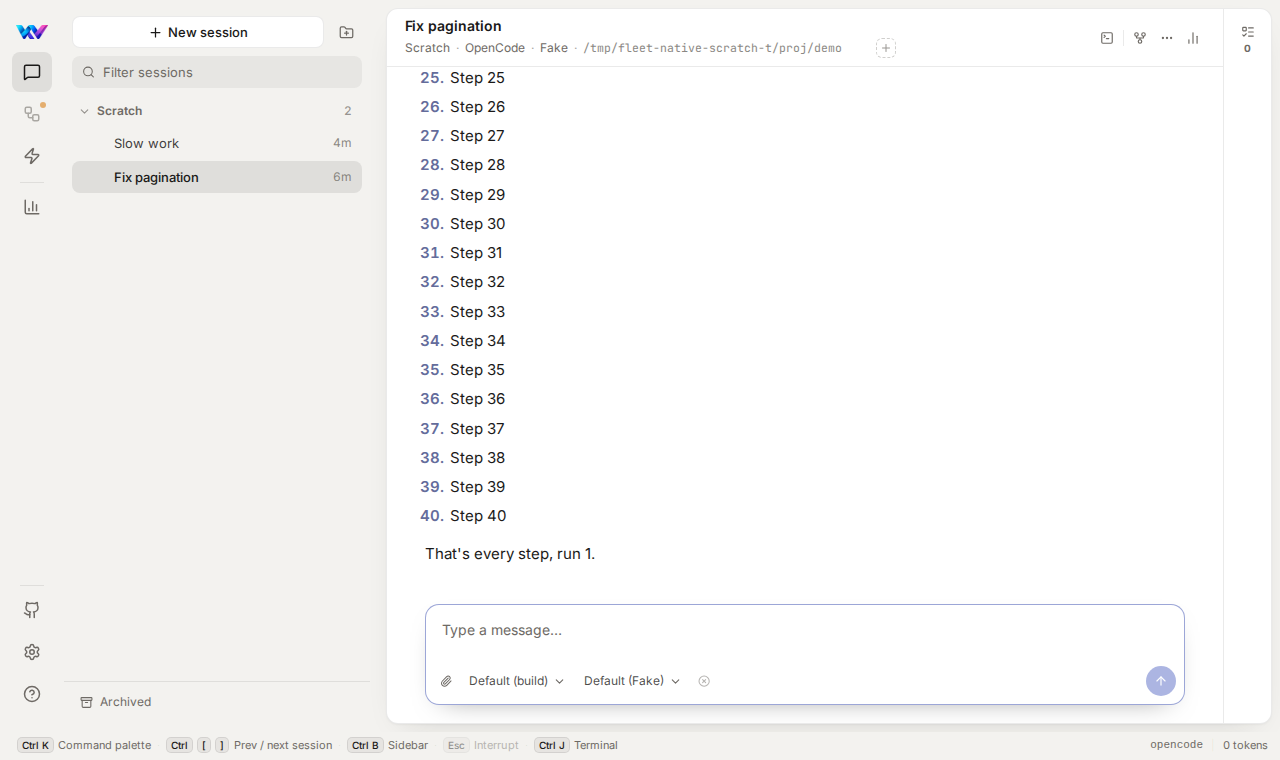 New session
Filter sessions
Scratch 2
Slow work 4m
Fix pagination 6m
Archived
Fix pagination
Scratch · OpenCode · Fake · /tmp/fleet-native-scratch-t/proj/demo
0
25. Step 25
26. Step 26
27. Step 27
28. Step 28
29. Step 29
30. Step 30
31. Step 31
32. Step 32
33. Step 33
34. Step 34
35. Step 35
36. Step 36
37. Step 37
38. Step 38
39. Step 39
40. Step 40
That's every step, run 1.
Type a message...
Default (build) Default (Fake)
Ctrl K Command palette Ctrl [ ] Prev / next session Ctrl B Sidebar Esc Interrupt Ctrl J Terminal opencode 0 tokens